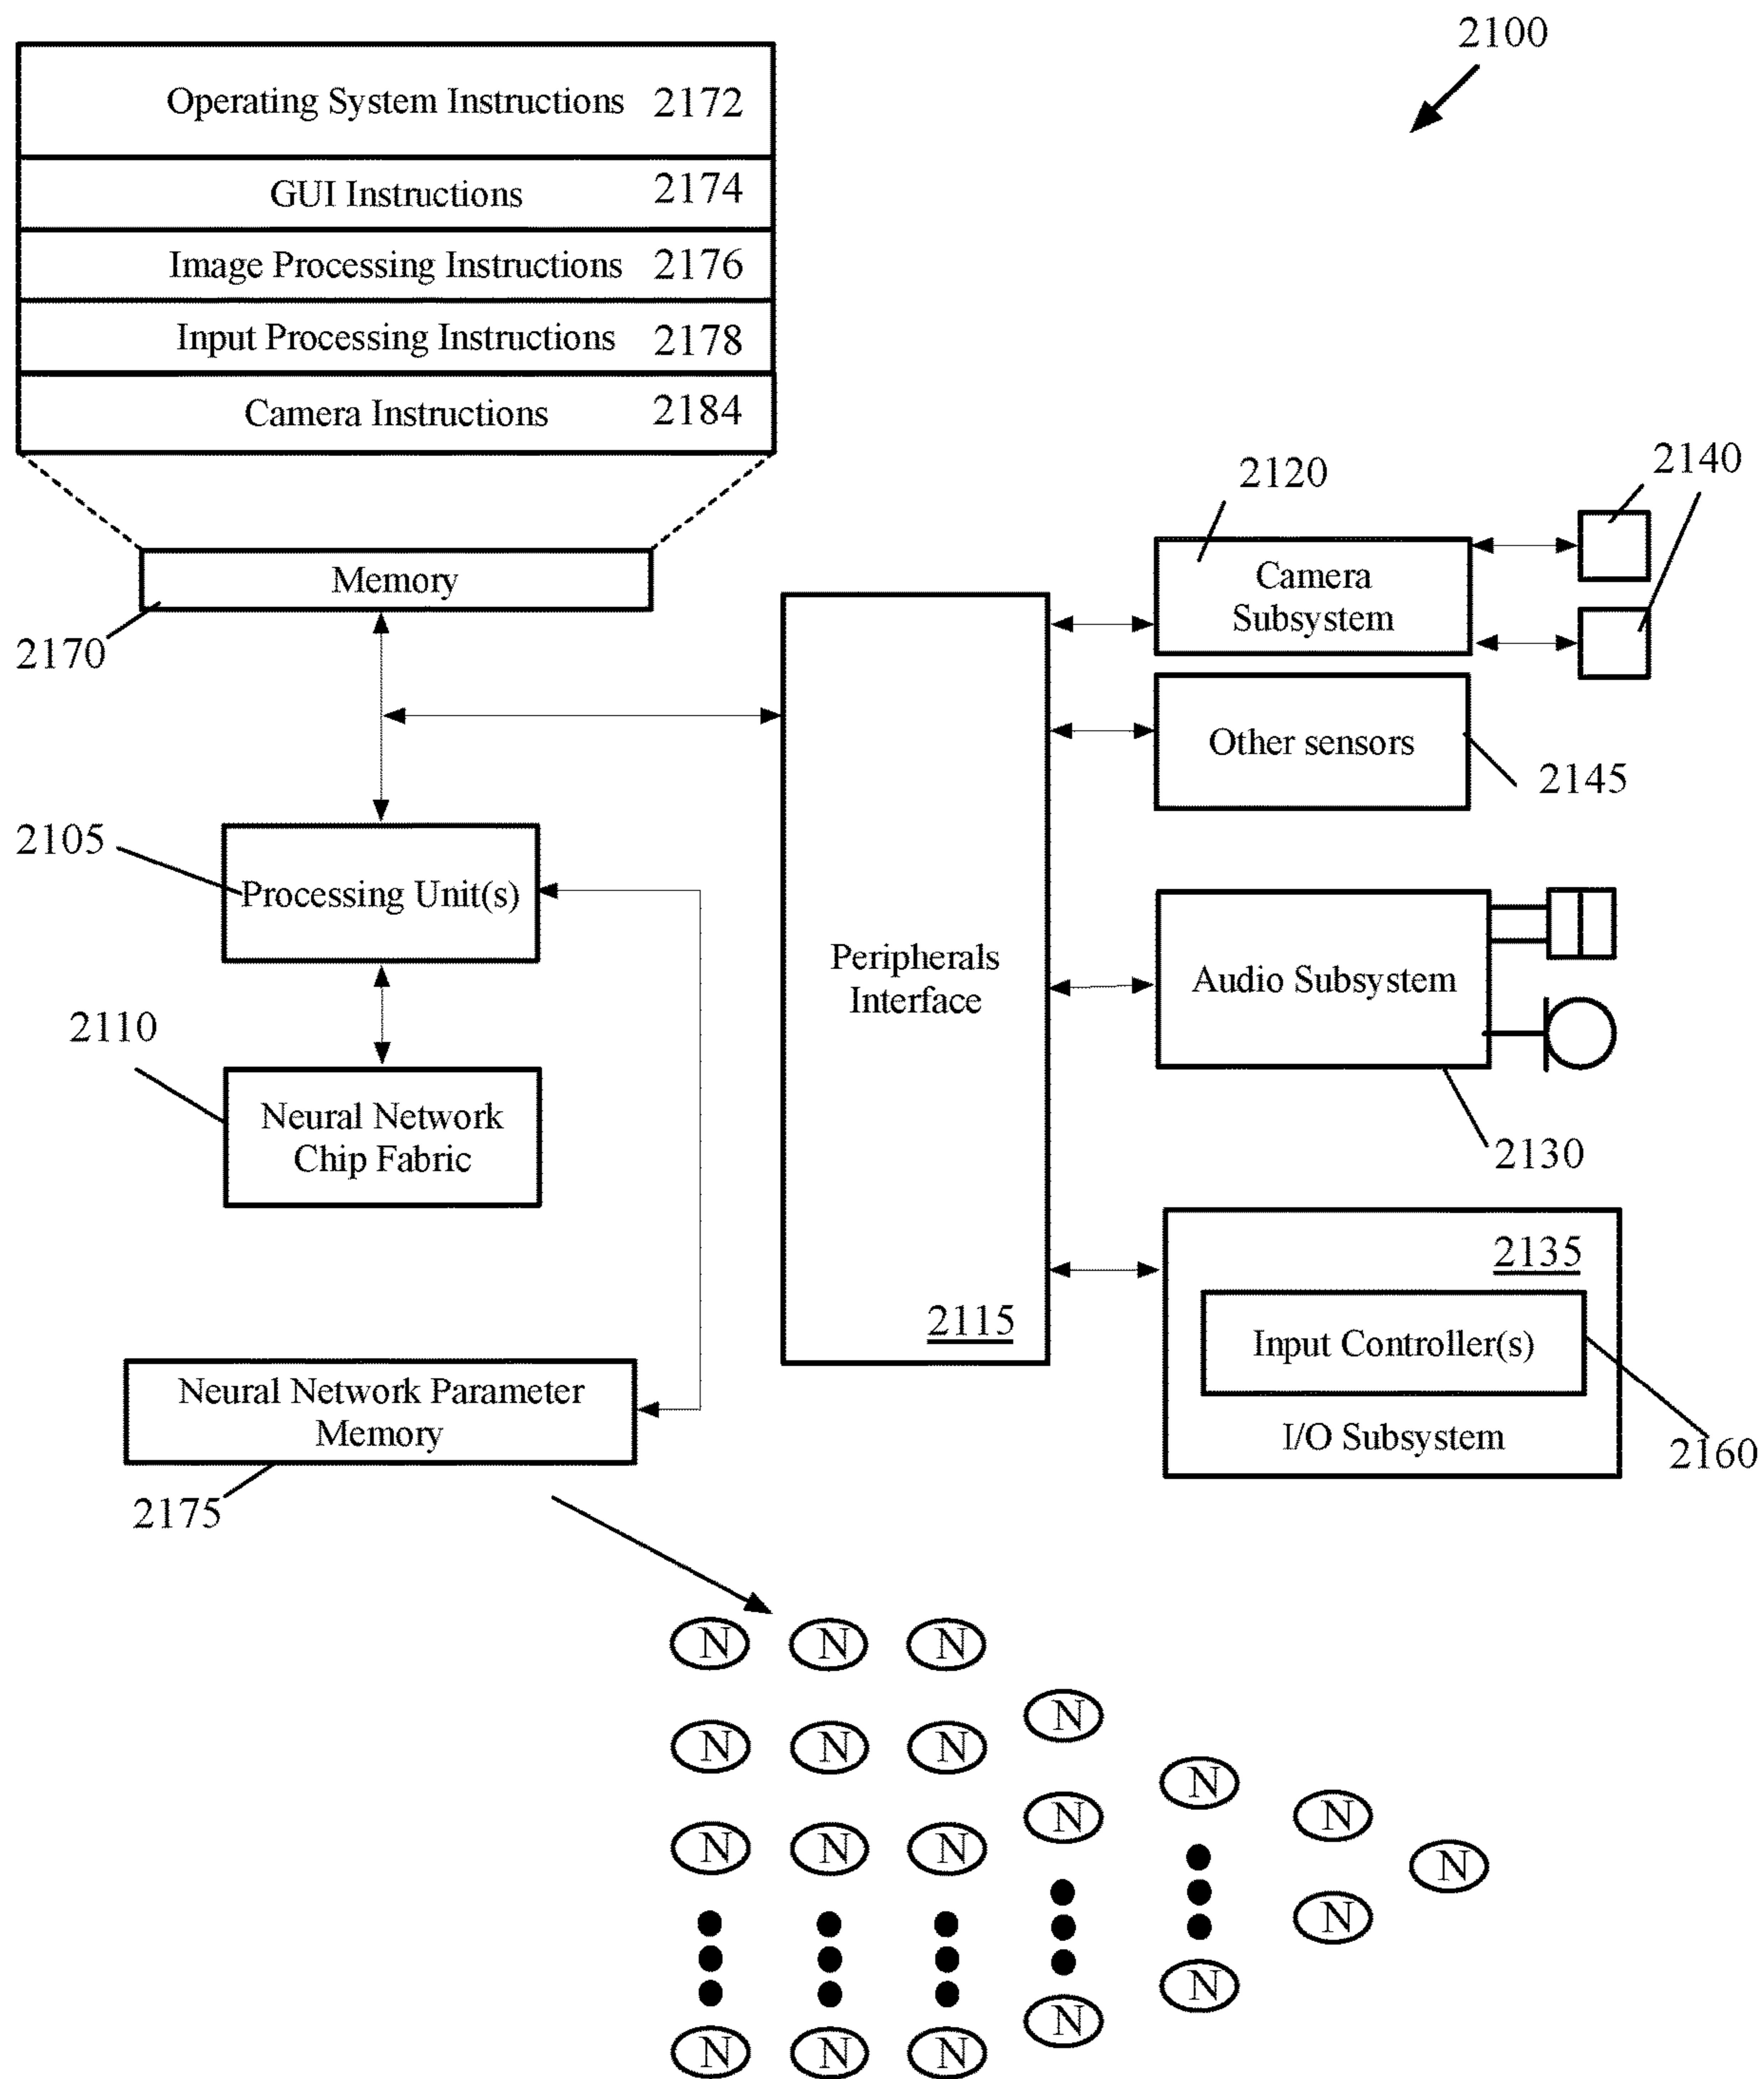 2100
Operating System Instructions 2172
GUI Instructions 2174
Image Processing Instructions 2176
Input Processing Instructions 2178
Camera Instructions 2184
2120
2140
Memory
2170
Camera
Subsystem
Other sensors
2145
2105
Processing Unit(s)
2110
Neural Network
Chip Fabric
Peripherals
Interface
2115
Audio Subsystem
2130
2135
Input Controller(s)
I/O Subsystem
2160
Neural Network Parameter
Memory
2175
N N N
N
N N N
N
N
N
N N N
N
N
N
N
N
N N N